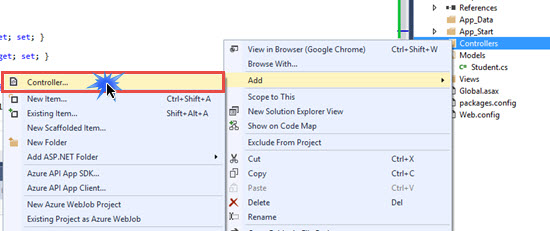 et; set; }
get; set; }
Controller...
New Item... Ctrl+Shift+A
Existing Item... Shift+Alt+A
New Scaffolded Item...
New Folder
Add ASP.NET Folder
Azure API App SDK...
Azure API App Client...
New Azure WebJob Project
Existing Project as Azure WebJob
View in Browser (Google Chrome) Ctrl+Shift+W
Browse With...
Add
Scope to This
New Solution Explorer View
Show on Code Map
Exclude From Project
Cut Ctrl+X
Copy Ctrl+C
Paste Ctrl+V
Delete Del
Rename
References
App_Data
App_Start
Controllers
Models
Student.cs
Views
Global.asax
packages.config
Web.config